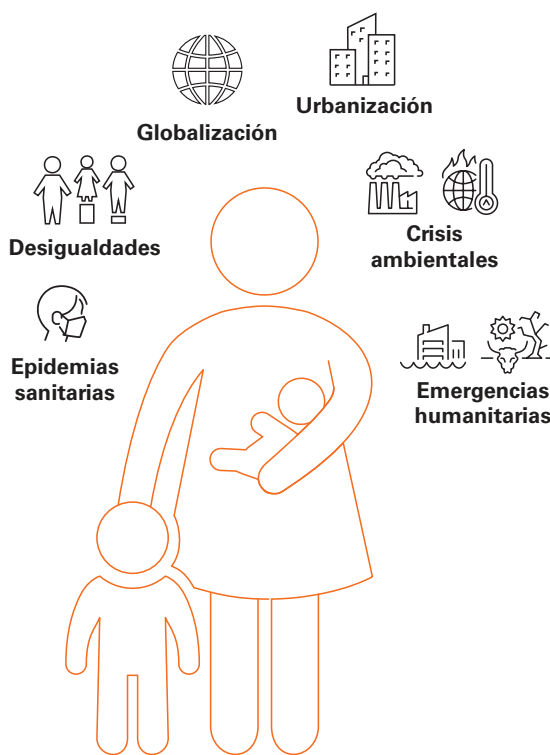 Globalización
Urbanización
Desigualdades
Crisis
ambientales
Epidemias
sanitarias
Emergencias
humanitarias